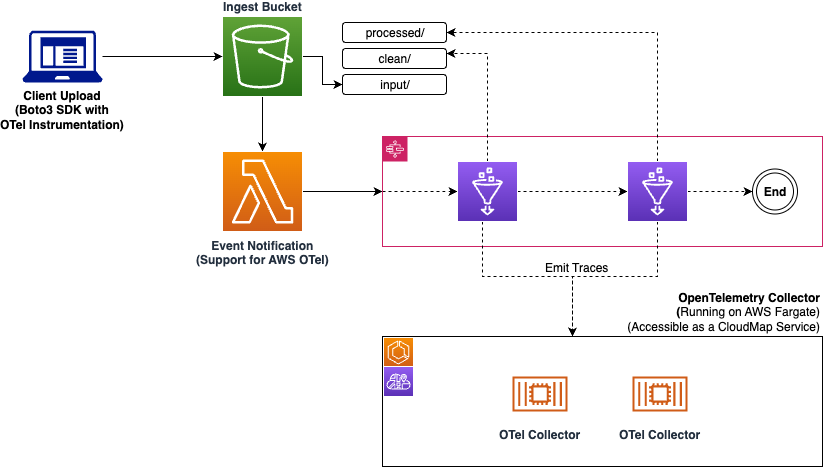 Ingest Bucket
processed/
clean/
input/
Client Upload
(Boto3 SDK with
OTel Instrumentation)
End
Event Notification
(Support for AWS OTel)
Emit Traces
OpenTelemetry Collector
(Running on AWS Fargate)
(Accessible as a CloudMap Service)
OTel Collector
OTel Collector